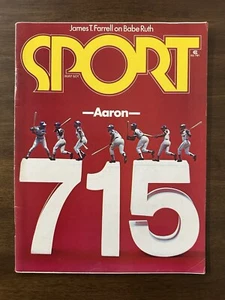 James T. Farrell on Babe Ruth
SPORT
—Aaron—
715